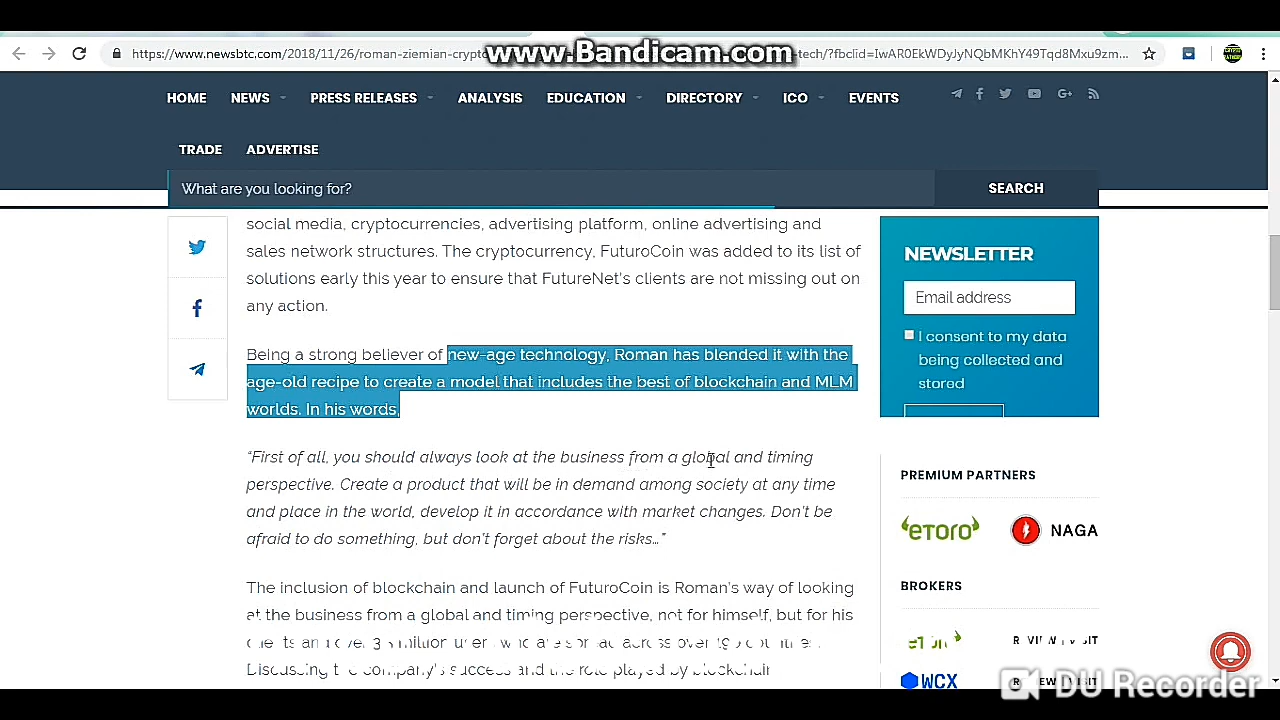 www.Bandicam.com
https://www.newsbtc.com/2018/11/26/roman-ziemian-crypt
tech/?fbclid=IwAR0EkWDyJyNQbMKhY49Tqd8Mxu9zm...
HOME NEWS PRESS RELEASES ANALYSIS EDUCATION DIRECTORY ICO EVENTS
TRADE ADVERTISE
What are you looking for? SEARCH
social media, cryptocurrencies, advertising platform, online advertising and
sales network structures. The cryptocurrency, FuturoCoin was added to its list of
solutions early this year to ensure that FutureNet's clients are not missing out on
any action.
Being a strong believer of new-age technology, Roman has blended it with the
age-old recipe to create a model that includes the best of blockchain and MLM
worlds. In his words,
“First of all, you should always look at the business from a global and timing
perspective. Create a product that will be in demand among society at any time
and place in the world, develop it in accordance with market changes. Don't be
afraid to do something, but don't forget about the risks…”
The inclusion of blockchain and launch of FuturoCoin is Roman's way of looking
at the business from a global and timing perspective, not for himself, but for his
and over million who are across over
Discussing the company's success and the role played by blockchain
NEWSLETTER
Email address
I consent to my data
being collected and
stored
PREMIUM PARTNERS
eToro NAGA
BROKERS
eToro
WCX
DU Recorder